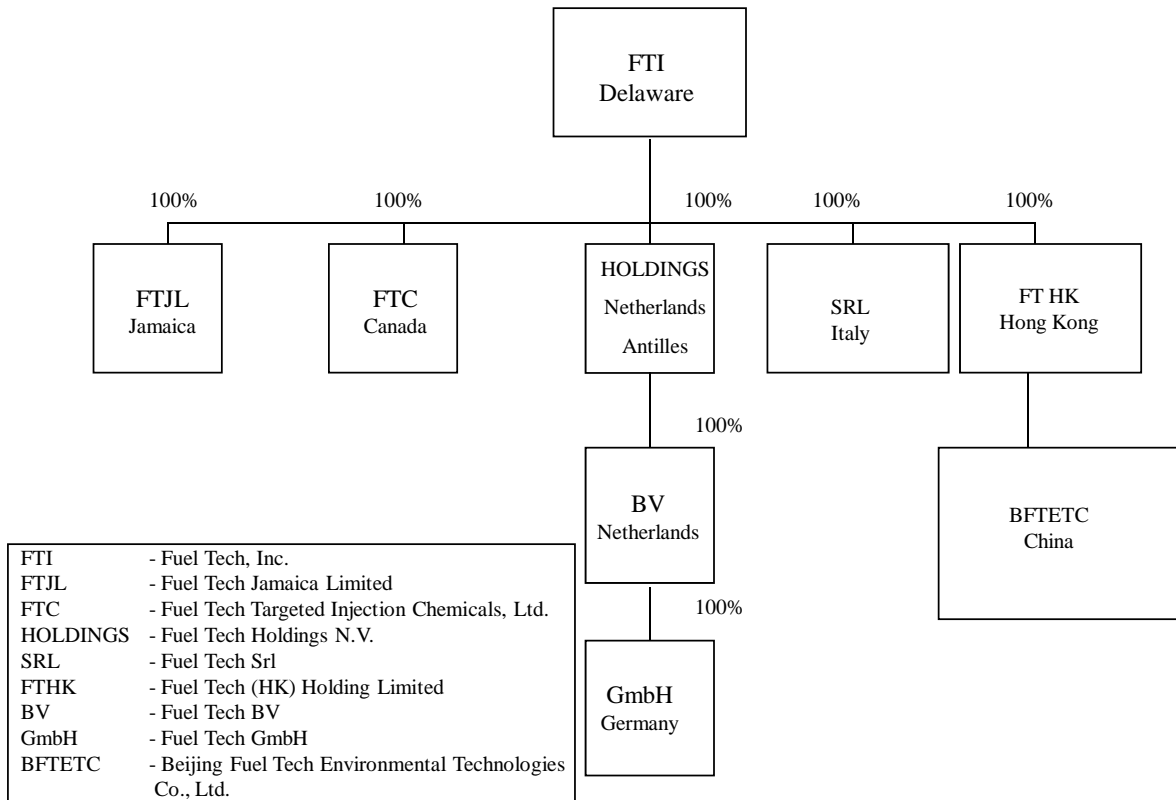 FTI
Delaware
100%
100%
100%
100%
100%
FTJL
Jamaica
FTC
Canada
HOLDINGS
Netherlands
Antilles
SRL
Italy
FT HK
Hong Kong
100%
BV
Netherlands
BFTETC
China
100%
GmbH
Germany
FTI - Fuel Tech, Inc.
FTJL - Fuel Tech Jamaica Limited
FTC - Fuel Tech Targeted Injection Chemicals, Ltd.
HOLDINGS - Fuel Tech Holdings N.V.
SRL - Fuel Tech Srl
FTHK - Fuel Tech (HK) Holding Limited
BV - Fuel Tech BV
GmbH - Fuel Tech GmbH
BFTETC - Beijing Fuel Tech Environmental Technologies
Co., Ltd.